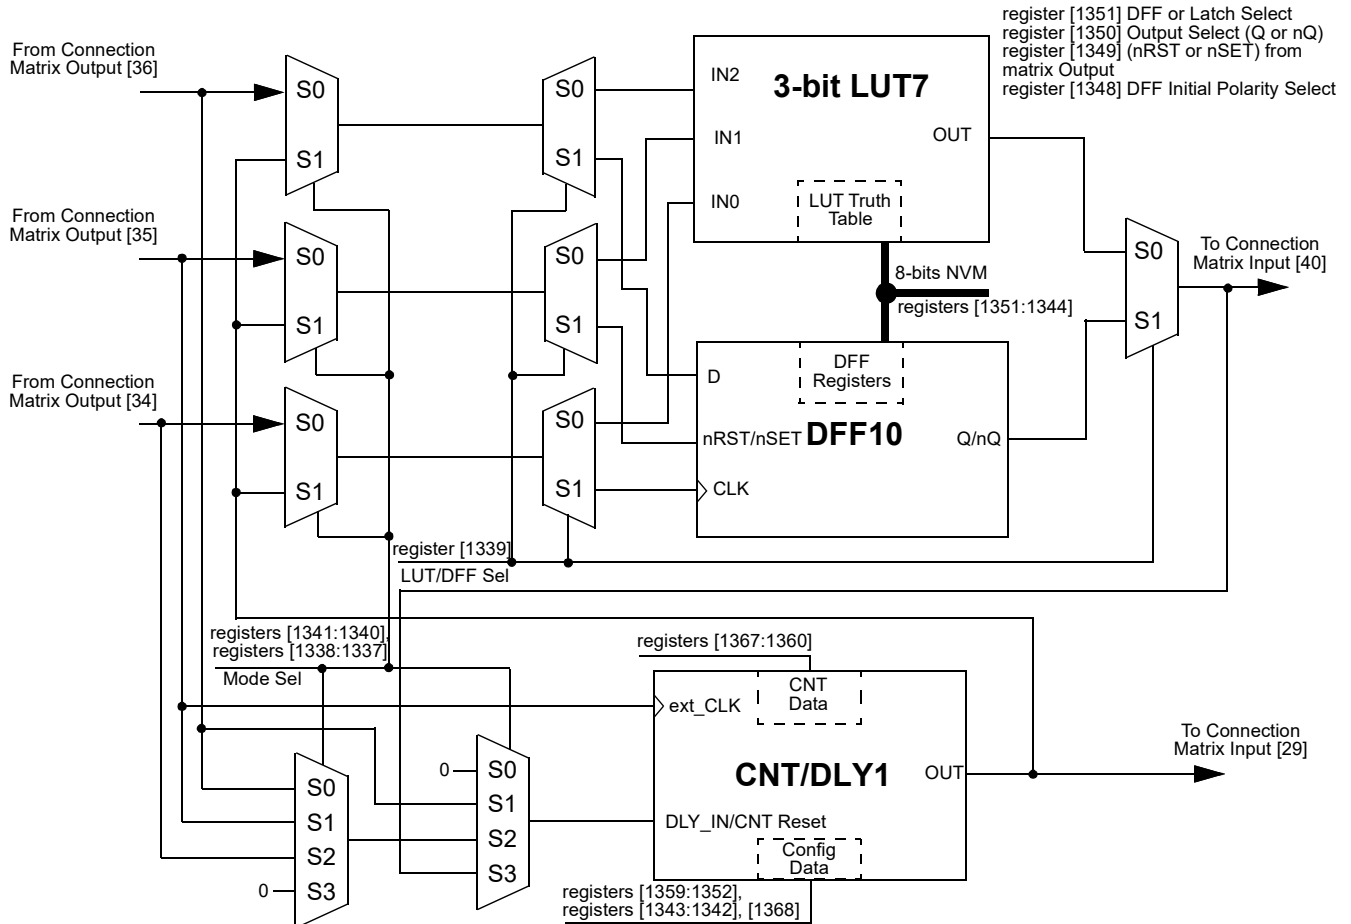 register [1351] DFF or Latch Select
register [1350] Output Select (Q or nQ)
register [1349] (nRST or nSET) from
matrix Output
register [1348] DFF Initial Polarity Select
From Connection
Matrix Output [36]
S0
S1
S0
S1
IN2
IN1
IN0
3-bit LUT7
OUT
LUT Truth
Table
From Connection
Matrix Output [35]
S0
S1
S0
S1
8-bits NVM
registers [1351:1344]
S0
S1
To Connection
Matrix Input [40]
From Connection
Matrix Output [34]
S0
S1
S0
S1
D
nRST/nSET
CLK
DFF
Registers
DFF10
Q/nQ
register [1339]
LUT/DFF Sel
registers [1341:1340],
registers [1338:1337]
Mode Sel
registers [1367:1360]
ext_CLK
CNT
Data
CNT/DLY1
OUT
DLY_IN/CNT Reset
Config
Data
To Connection
Matrix Input [29]
S0
S1
S2
S3
0
0
S0
S1
S2
S3
registers [1359:1352],
registers [1343:1342], [1368]